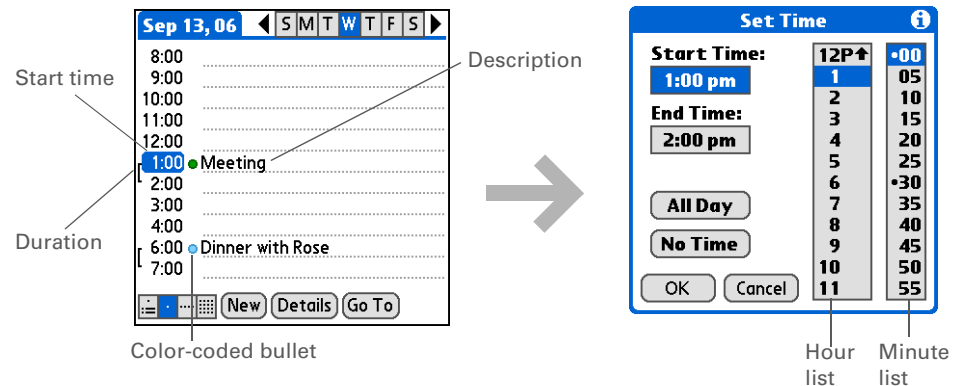 Sep 13, 06 S M T W T F S
8:00
9:00
10:00
11:00
12:00
1:00 Meeting
2:00
3:00
4:00
6:00 Dinner with Rose
7:00
New Details Go To
Start time
Description
Duration
Color-coded bullet
Set Time
Start Time:
1:00 pm
End Time:
2:00 pm
All Day
No Time
OK Cancel
12P
1
2
3
4
5
6
7
8
9
10
11
•00
05
10
15
20
25
•30
35
40
45
50
55
Hour
list
Minute
list